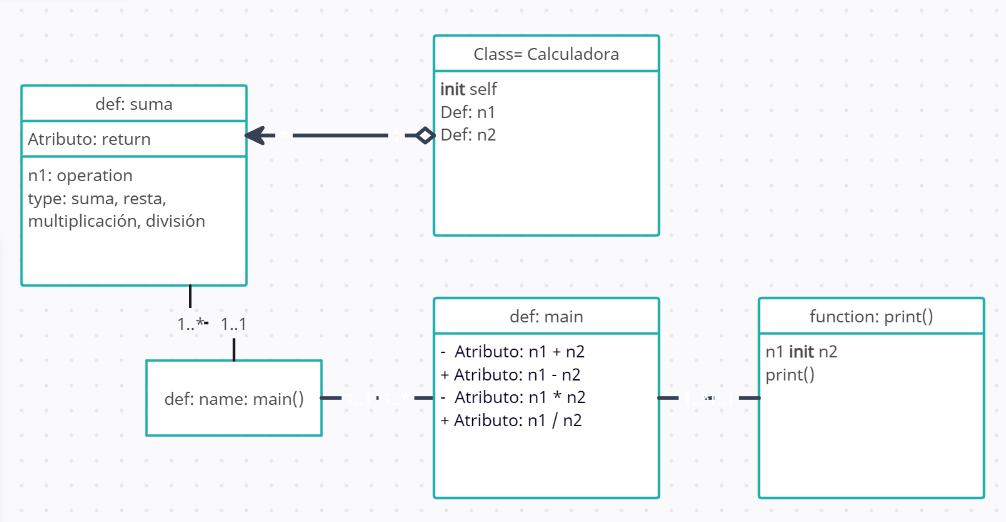 Class= Calculadora
init self
Def: n1
Def: n2
def: suma
Atributo: return
n1: operation
type: suma, resta,
multiplicación, división
1..*
1..1
def: name: main()
def: main
- Atributo: n1 + n2
+ Atributo: n1 - n2
- Atributo: n1 * n2
+ Atributo: n1 / n2
function: print()
n1 init n2
print()